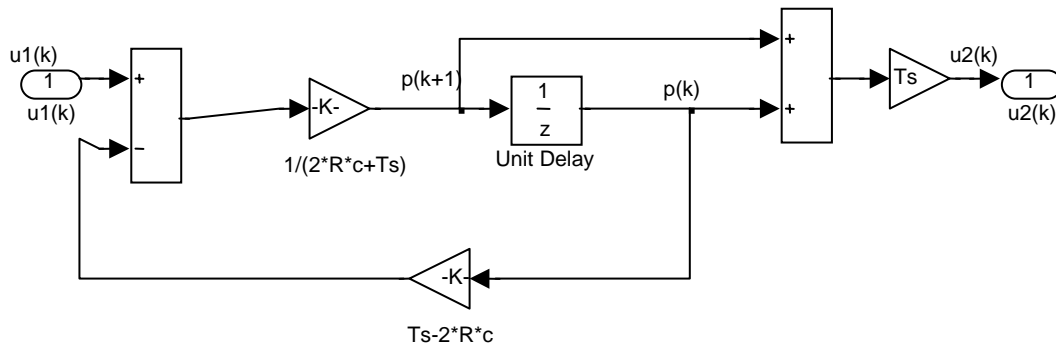 u1(k)
1
u1(k)
+
−
-K-
1/(2*R*c+Ts)
p(k+1)
1
z
Unit Delay
p(k)
+
+
Ts
u2(k)
1
u2(k)
-K-
Ts-2*R*c